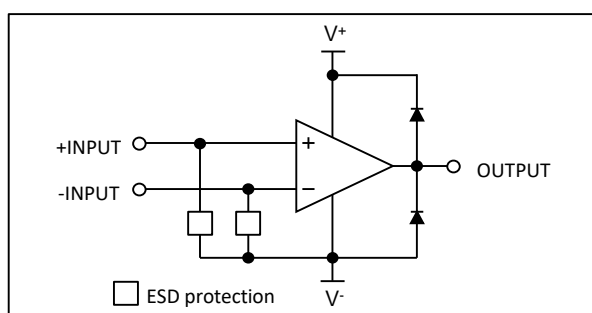 V+
+INPUT
+
-INPUT
−
OUTPUT
ESD protection
V-